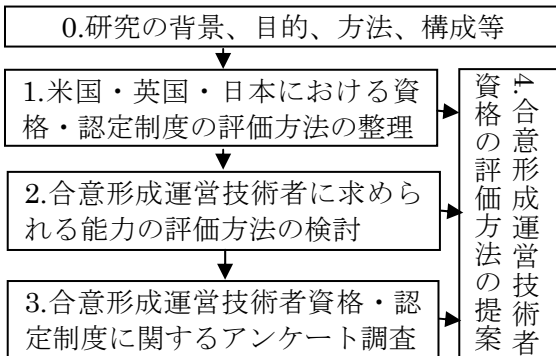 0.研究の背景、目的、方法、構成等
1.米国・英国・日本における資
格・認定制度の評価方法の整理
2.合意形成運営技術者に求めら
れる能力の評価方法の検討
3.合意形成運営技術者資格・認
定制度に関するアンケート調査
4.合意形成運営技術者
資格の評価方法の提案